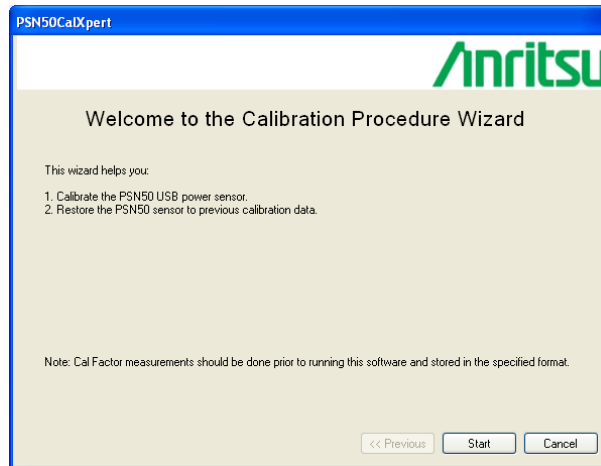 PSN50CalXpert
Anritsu
Welcome to the Calibration Procedure Wizard
This wizard helps you:
1. Calibrate the PSN50 USB power sensor.
2. Restore the PSN50 sensor to previous calibration data.
Note: Cal Factor measurements should be done prior to running this software and stored in the specified format.
<< Previous Start Cancel